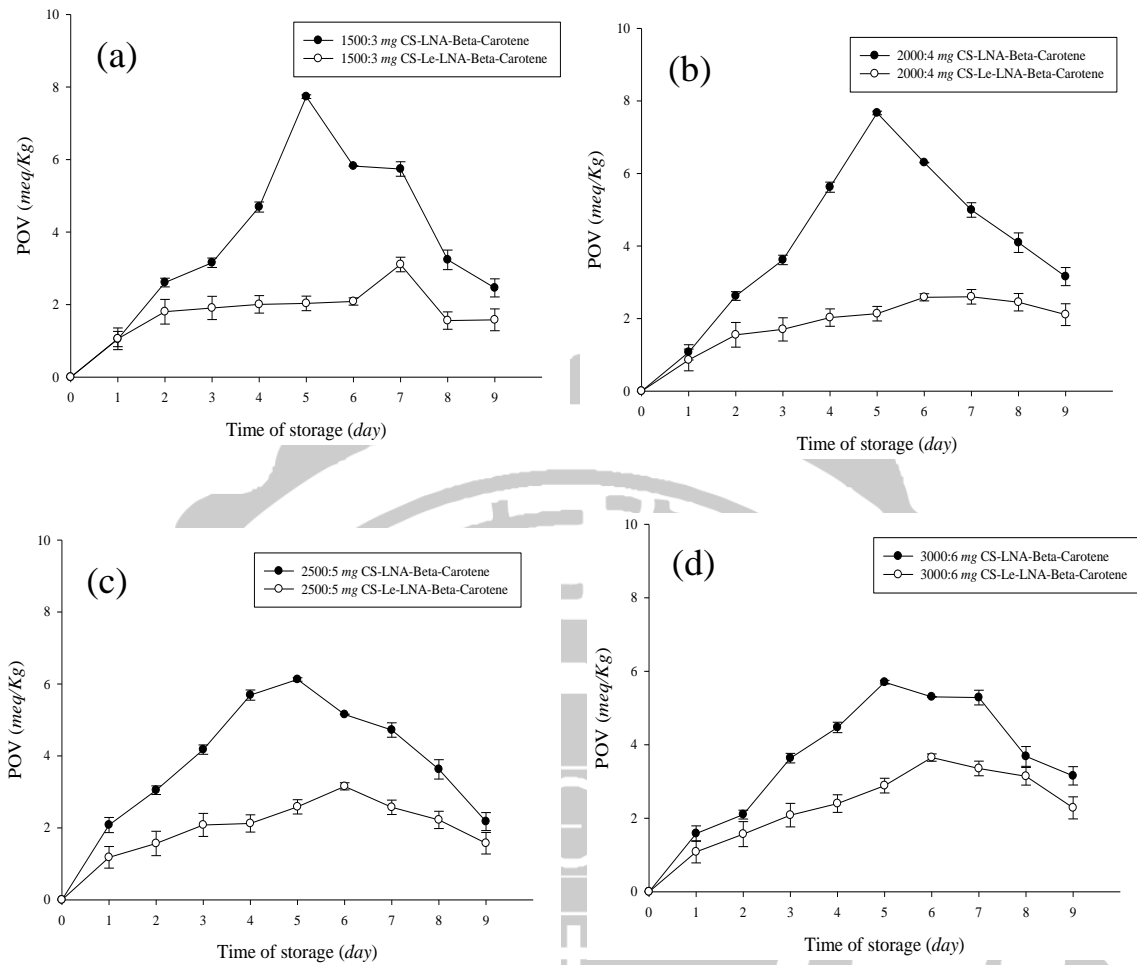 (a)
1500:3 mg CS-LNA-Beta-Carotene
1500:3 mg CS-Le-LNA-Beta-Carotene
POV (meq/Kg)
10
8
6
4
2
0
0 1 2 3 4 5 6 7 8 9
Time of storage (day)
(b)
2000:4 mg CS-LNA-Beta-Carotene
2000:4 mg CS-Le-LNA-Beta-Carotene
POV (meq/Kg)
10
8
6
4
2
0
0 1 2 3 4 5 6 7 8 9
Time of storage (day)
(c)
2500:5 mg CS-LNA-Beta-Carotene
2500:5 mg CS-Le-LNA-Beta-Carotene
POV (meq/Kg)
10
8
6
4
2
0
0 1 2 3 4 5 6 7 8 9
Time of storage (day)
(d)
3000:6 mg CS-LNA-Beta-Carotene
3000:6 mg CS-Le-LNA-Beta-Carotene
POV (meq/Kg)
10
8
6
4
2
0
0 1 2 3 4 5 6 7 8 9
Time of storage (day)